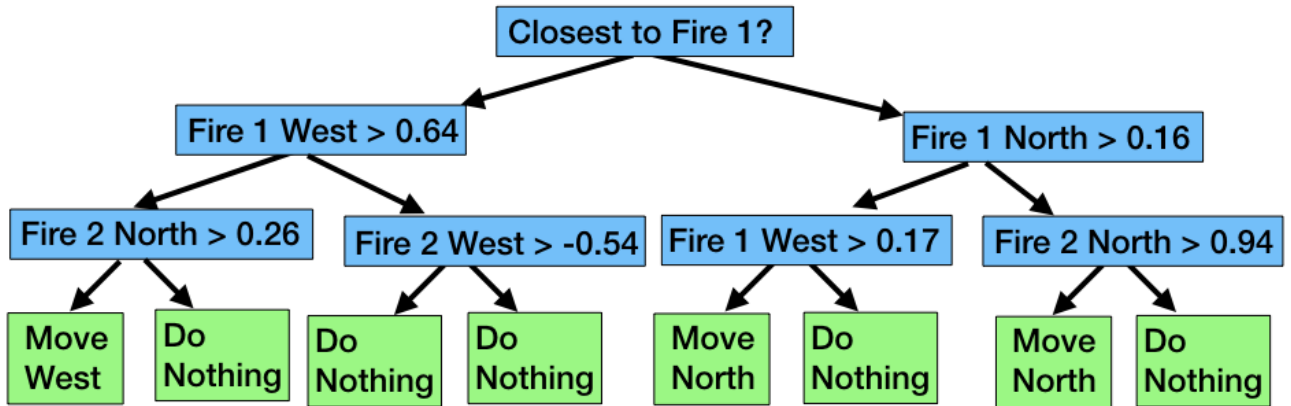 Closest to Fire 1?
Fire 1 West > 0.64
Fire 1 North > 0.16
Fire 2 North > 0.26
Fire 2 West > -0.54
Fire 1 West > 0.17
Fire 2 North > 0.94
Move
West
Do
Nothing
Do
Nothing
Do
Nothing
Move
North
Do
Nothing
Move
North
Do
Nothing